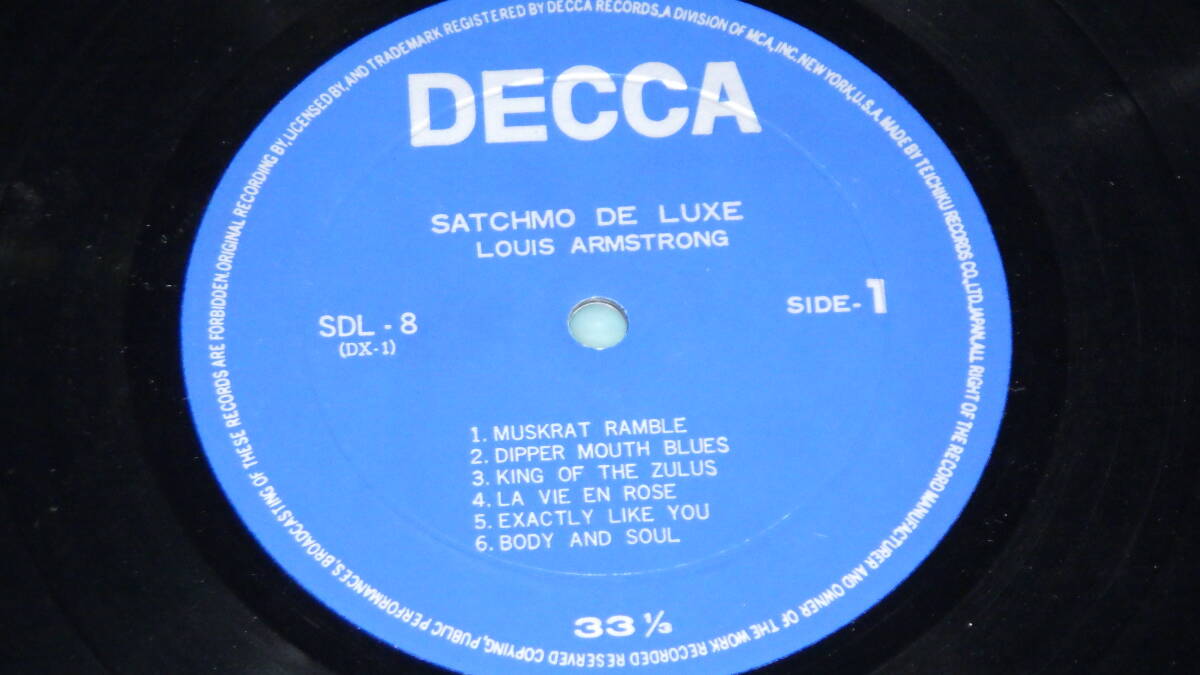 DECCA
SATCHMO DE LUXE
LOUIS ARMSTRONG
SDL - 8
(DX-1)
SIDE-1
1. MUSKRAT RAMBLE
2. DIPPER MOUTH BLUES
3. KING OF THE ZULUS
4. LA VIE EN ROSE
5. EXACTLY LIKE YOU
6. BODY AND SOUL
33 ⅓
ORIGINAL RECORDING BY, LICENSED BY, AND TRADEMARK REGISTERED BY DECCA RECORDS, A DIVISION OF MCA, INC. NEW YORK, U.S.A. MADE BY TEICHIKU RECORDS CO., LTD. JAPAN. ALL RIGHT OF THE RECORD MANUFACTURER AND OWNER OF THE WORK RECORDED RESERVED COPYING, PUBLIC PERFORMANCES, BROADCASTING OF THESE RECORDS ARE FORBIDDEN.